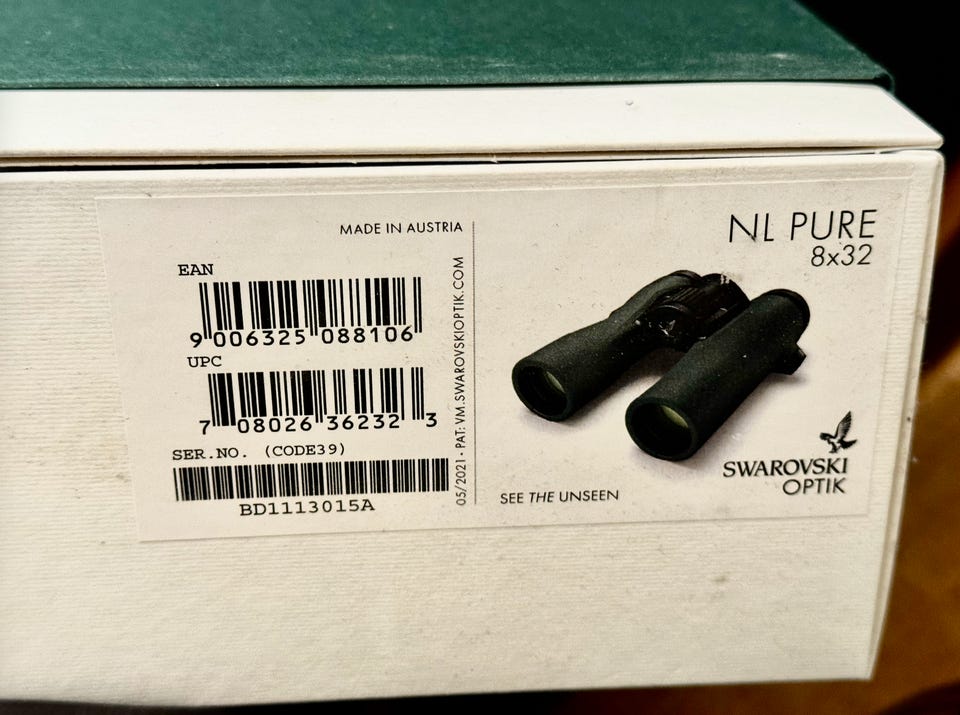 MADE IN AUSTRIA
EAN
9 006325 088106
UPC
7 08026 36232 3
SER.NO. (CODE39)
BD1113015A
05/2021 · PAT: VM.SWAROVSKIOPTIK.COM
NL PURE
8x32
SEE THE UNSEEN
SWAROVSKI
OPTIK